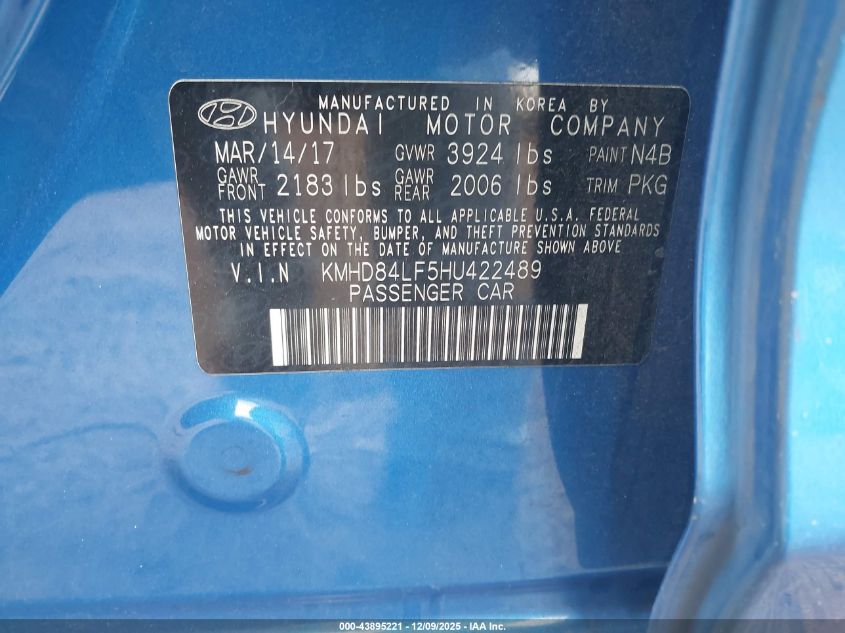 MANUFACTURED IN KOREA BY
HYUNDAI MOTOR COMPANY
MAR/14/17 GVWR 3924 lbs PAINT N4B
GAWR FRONT 2183 lbs GAWR REAR 2006 lbs TRIM PKG
THIS VEHICLE CONFORMS TO ALL APPLICABLE U.S.A. FEDERAL
MOTOR VEHICLE SAFETY, BUMPER, AND THEFT PREVENTION STANDARDS
IN EFFECT ON THE DATE OF MANUFACTURE SHOWN ABOVE
V.I.N KMHD84LF5HU422489
PASSENGER CAR
000-43895221 - 12/09/2025 - IAA Inc.